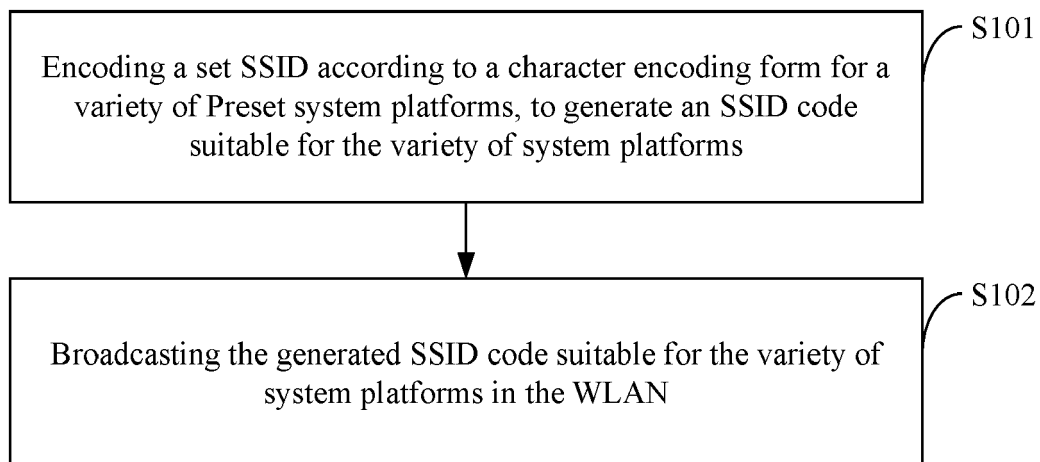 S101
Encoding a set SSID according to a character encoding form for a
variety of Preset system platforms, to generate an SSID code
suitable for the variety of system platforms
S102
Broadcasting the generated SSID code suitable for the variety of
system platforms in the WLAN